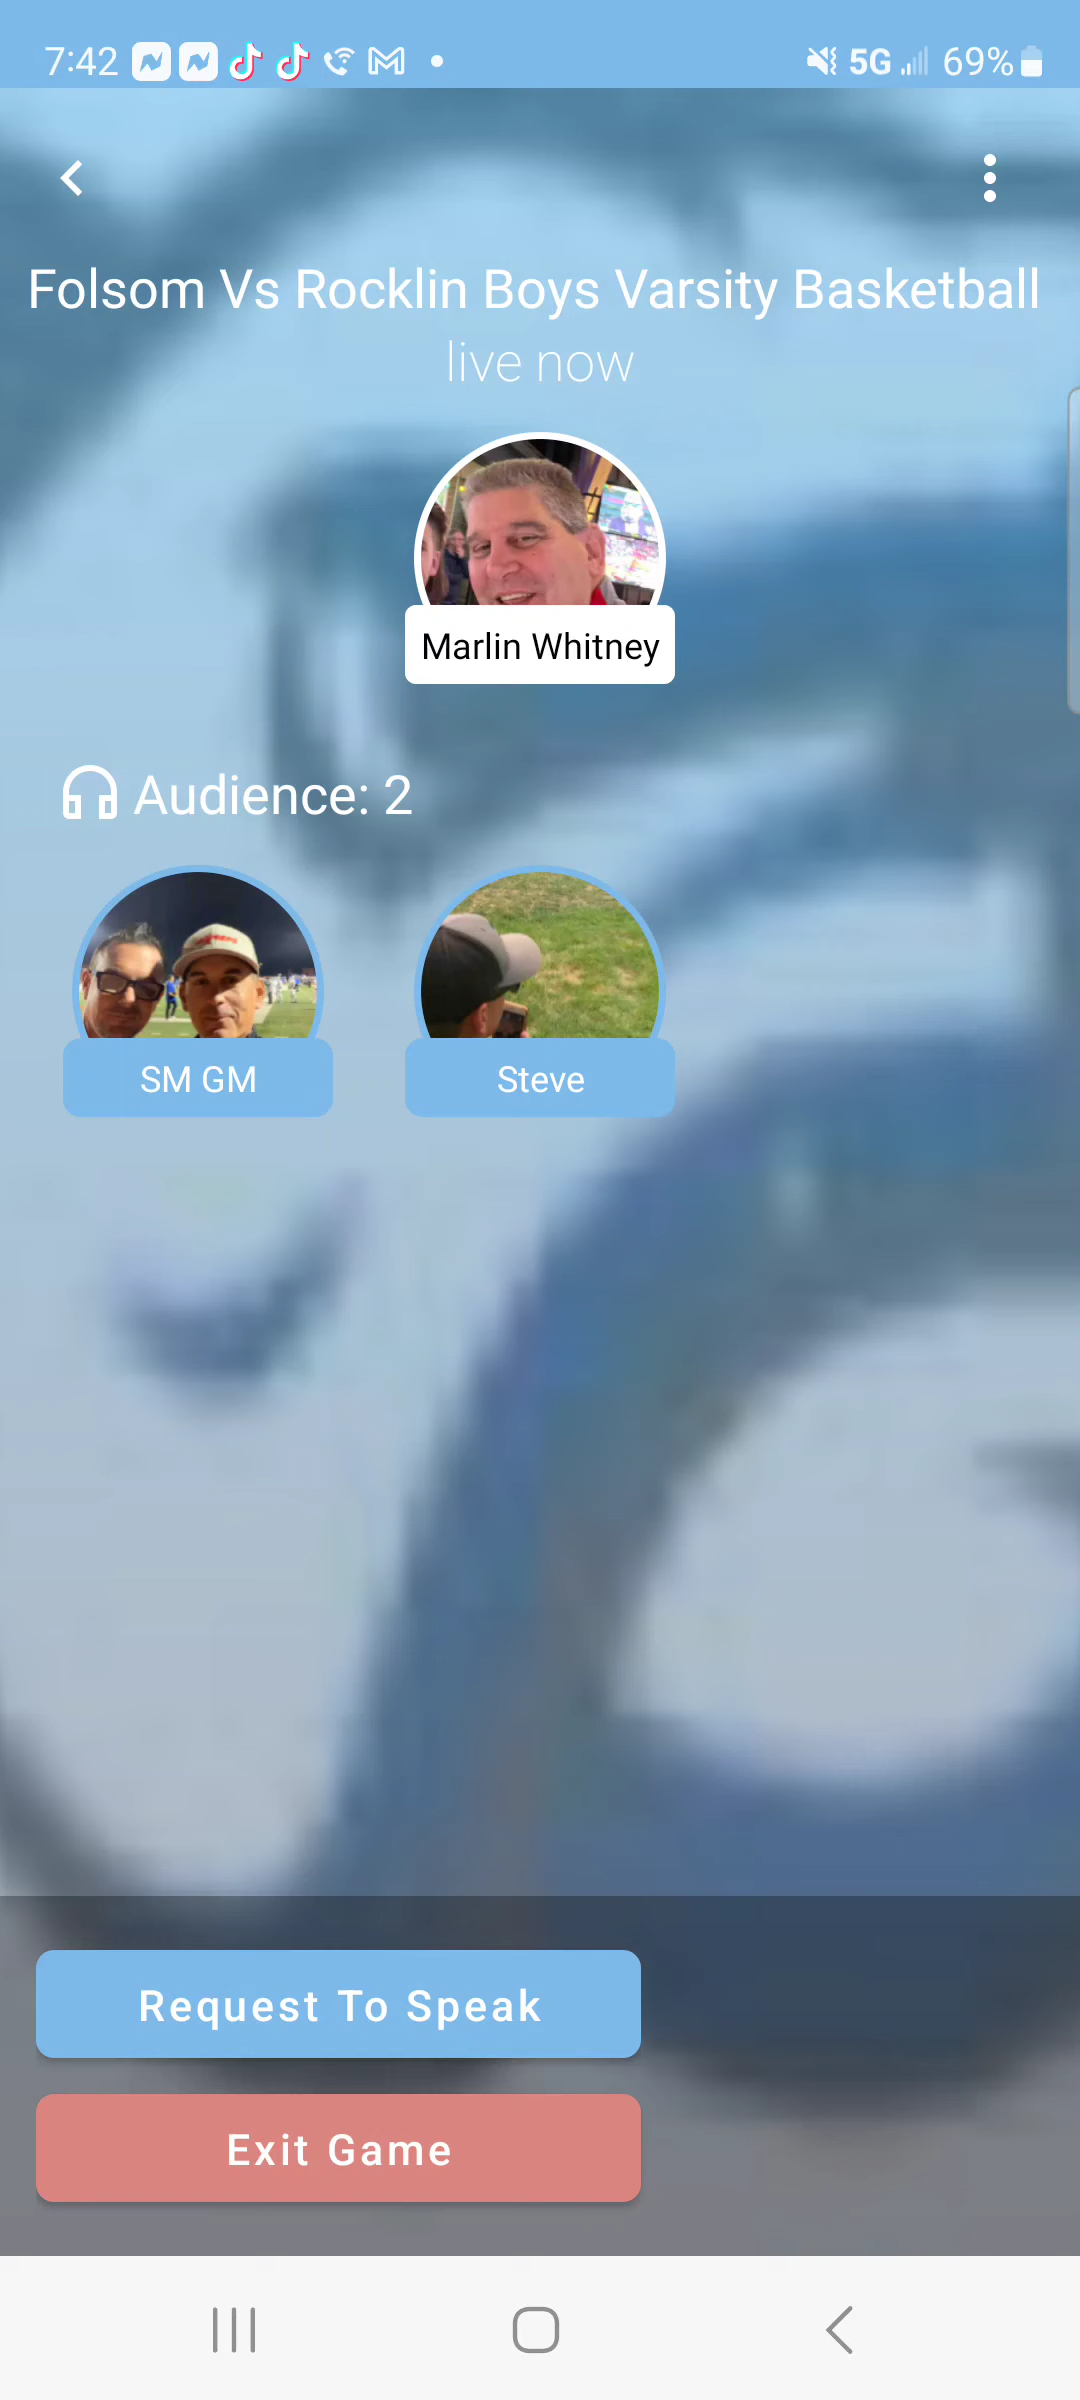 7:42 5G 69%
Folsom Vs Rocklin Boys Varsity Basketball
live now
Marlin Whitney
Audience: 2
SM GM
Steve
Request To Speak
Exit Game